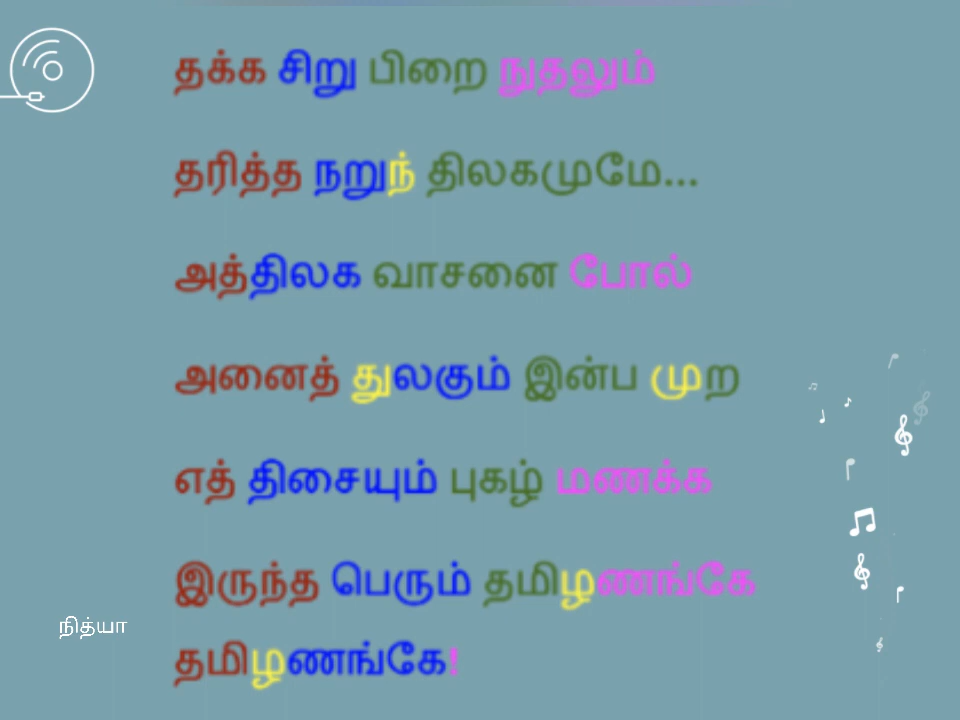 தக்க சிறு பிறை நுதலும்
தரித்த நறுந் திலகமுமே...
அத்திலக வாசனை போல்
அனைத் துலகும் இன்ப முற
எத் திசையும் புகழ் மணக்க
இருந்த பெரும் தமிழணங்கே
தமிழணங்கே!
நித்யா